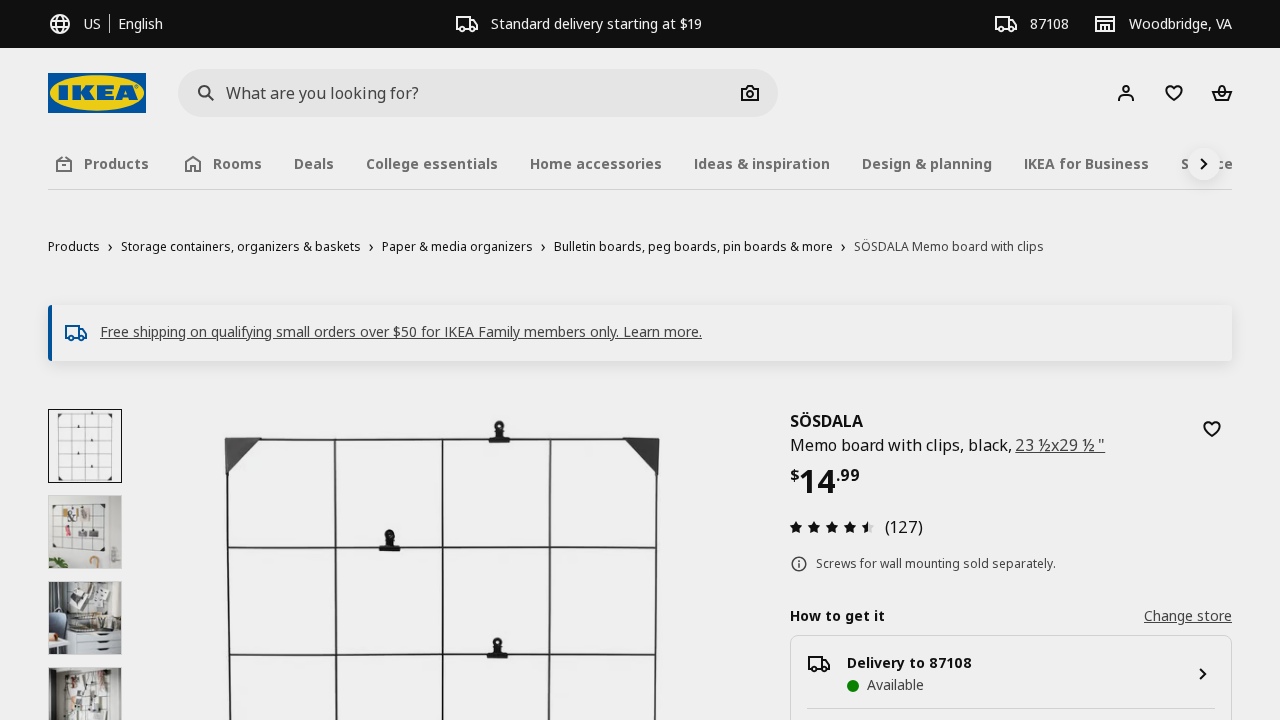 US
English
Standard delivery starting at $19
87108
Woodbridge, VA
IKEA
What are you looking for?
Products
Rooms
Deals
College essentials
Home accessories
Ideas & inspiration
Design & planning
IKEA for Business
Products › Storage containers, organizers & baskets › Paper & media organizers › Bulletin boards, peg boards, pin boards & more › SÖSDALA Memo board with clips
Free shipping on qualifying small orders over $50 for IKEA Family members only. Learn more.
SÖSDALA
Memo board with clips, black, 23 ½x29 ½ "
$14.99
(127)
Screws for wall mounting sold separately.
How to get it
Change store
Delivery to 87108
Available